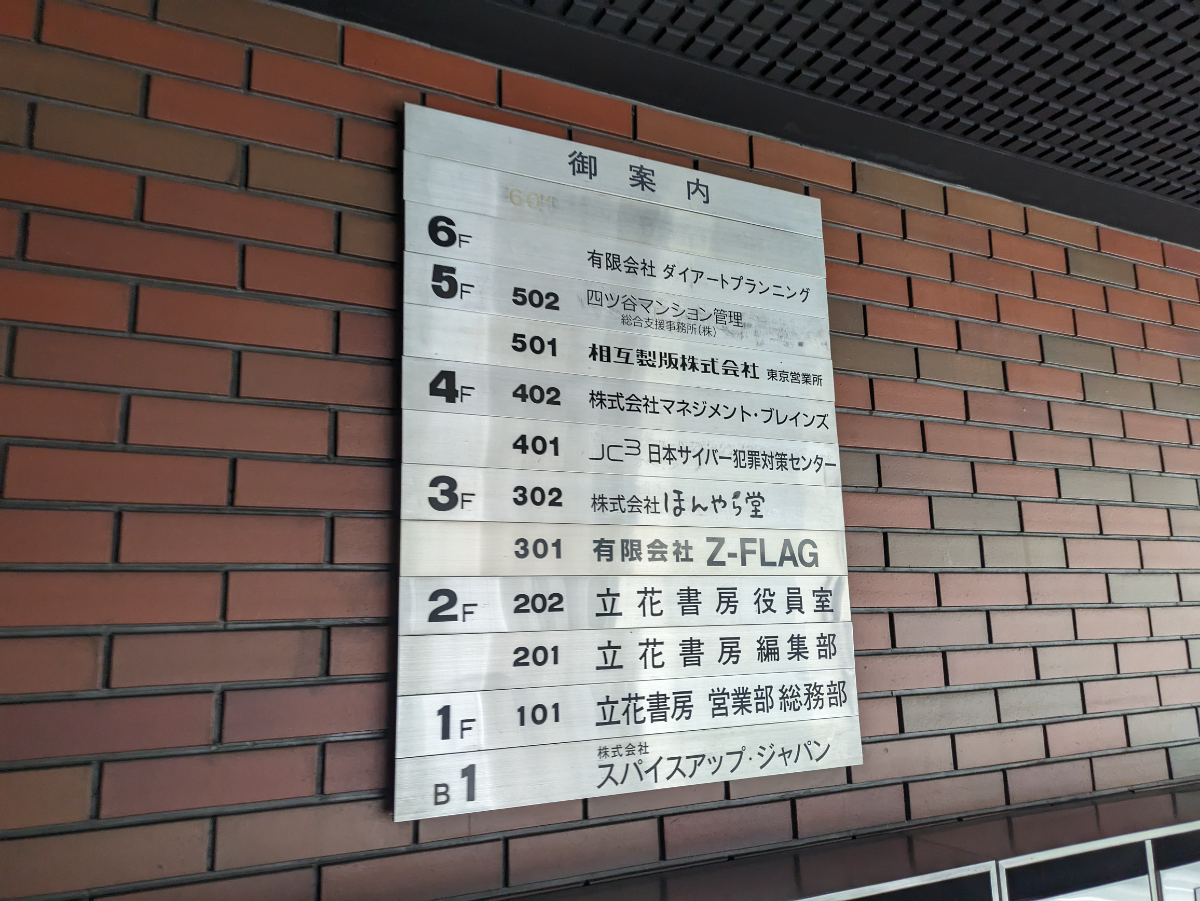 御案内
6F 有限会社 ダイアートプランニング
5F 502 四ツ谷マンション管理
総合支援事務所(株)
501 相互製版株式会社 東京営業所
4F 402 株式会社マネジメント・ブレインズ
401 JC3 日本サイバー犯罪対策センター
3F 302 株式会社 ほんやら堂
301 有限会社 Z-FLAG
2F 202 立花書房役員室
201 立花書房編集部
1F 101 立花書房 営業部 総務部
株式会社
B1 スパイスアップ・ジャパン